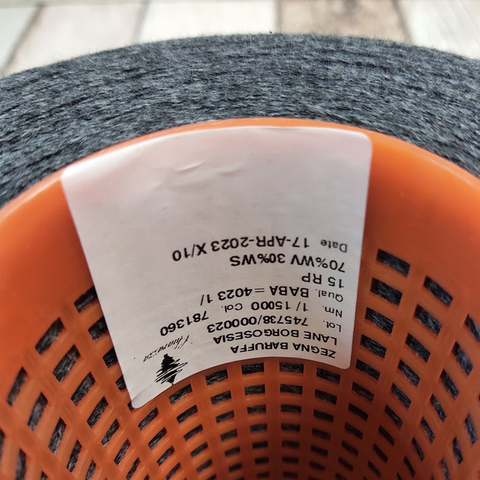 ZEGNA BARUFFA
LANE BORGOSESIA
Lot. 745738/000023
Nm. 1/ 15000 Col. 781360
Qual. BABA = 4023 1/
15 RP
70%WV 30%WS
Date 17-APR-2023 X/10